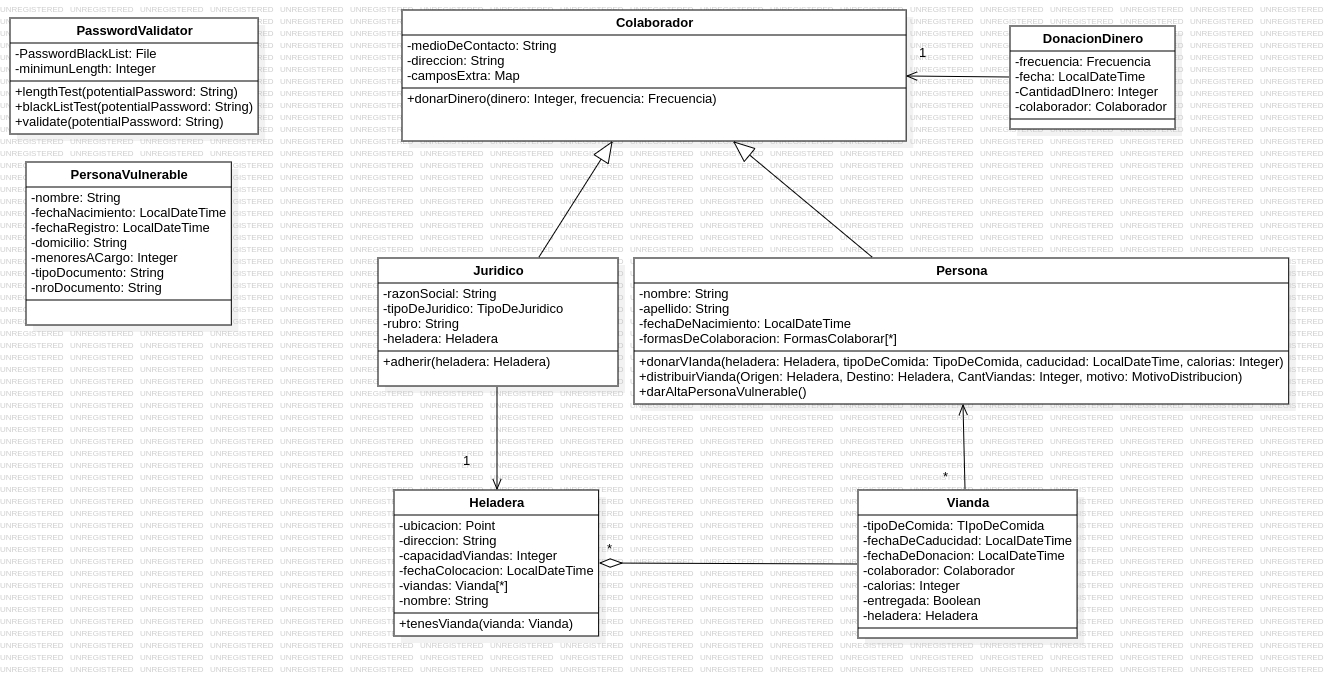 PasswordValidator
-PasswordBlackList: File
-minimunLength: Integer
+lengthTest(potentialPassword: String)
+blackListTest(potentialPassword: String)
+validate(potentialPassword: String)
Colaborador
-medioDeContacto: String
-direccion: String
-camposExtra: Map
+donarDinero(dinero: Integer, frecuencia: Frecuencia)
1
DonacionDinero
-frecuencia: Frecuencia
-fecha: LocalDateTime
-CantidadDInero: Integer
-colaborador: Colaborador
PersonaVulnerable
-nombre: String
-fechaNacimiento: LocalDateTime
-fechaRegistro: LocalDateTime
-domicilio: String
-menoresACargo: Integer
-tipoDocumento: String
-nroDocumento: String
Juridico
-razonSocial: String
-tipoDeJuridico: TipoDeJuridico
-rubro: String
-heladera: Heladera
+adherir(heladera: Heladera)
Persona
-nombre: String
-apellido: String
-fechaDeNacimiento: LocalDateTime
-formasDeColaboracion: FormasColaborar[*]
+donarVIanda(heladera: Heladera, tipoDeComida: TipoDeComida, caducidad: LocalDateTime, calorias: Integer)
+distribuirVianda(Origen: Heladera, Destino: Heladera, CantViandas: Integer, motivo: MotivoDistribucion)
+darAltaPersonaVulnerable()
1
*
Heladera
-ubicacion: Point
-direccion: String
-capacidadViandas: Integer
-fechaColocacion: LocalDateTime
-viandas: Vianda[*]
-nombre: String
+tenesVianda(vianda: Vianda)
*
Vianda
-tipoDeComida: TIpoDeComida
-fechaDeCaducidad: LocalDateTime
-fechaDeDonacion: LocalDateTime
-colaborador: Colaborador
-calorias: Integer
-entregada: Boolean
-heladera: Heladera
UNREGISTERED